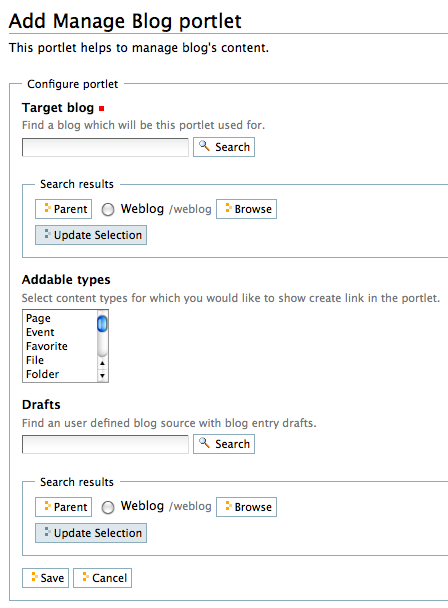 Add Manage Blog portlet
This portlet helps to manage blog's content.
Configure portlet
Target blog
Find a blog which will be this portlet used for.
Search
Search results
Parent Weblog /weblog Browse
Update Selection
Addable types
Select content types for which you would like to show create link in the portlet.
Page
Event
Favorite
File
Folder
Drafts
Find an user defined blog source with blog entry drafts.
Search
Search results
Parent Weblog /weblog Browse
Update Selection
Save Cancel